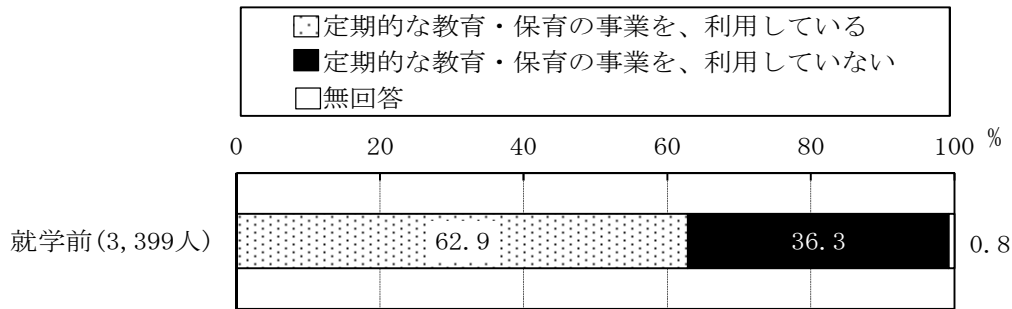 定期的な教育・保育の事業を、利用している
定期的な教育・保育の事業を、利用していない
無回答
0 20 40 60 80 100 %
就学前(3,399人) 62.9 36.3 0.8